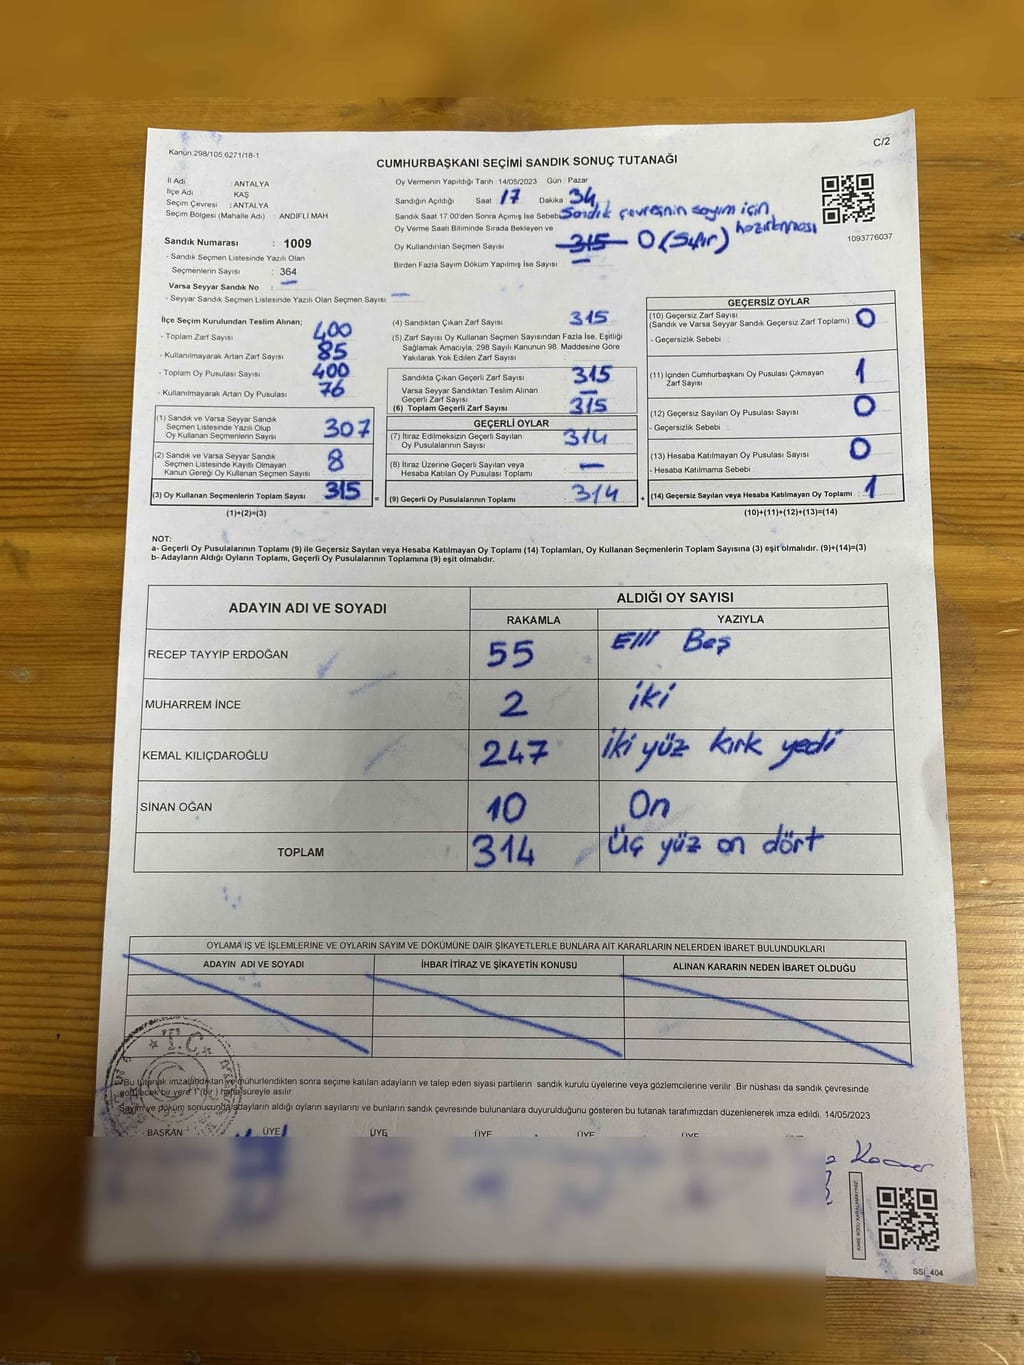 Kanun.298/105,6271/18-1
C/2
CUMHURBAŞKANI SEÇİMİ SANDIK SONUÇ TUTANAĞI
İl Adı : ANTALYA
İlçe Adı KAŞ
Seçim Çevresi : ANTALYA
Seçim Bölgesi (Mahalle Adı) : ANDIFLI MAH
Sandık Numarası : 1009
- Sandık Seçmen Listesinde Yazılı Olan
Seçmenlerin Sayısı : 364
Varsa Seyyar Sandık No : —
- Seyyar Sandık Seçmen Listesinde Yazılı Olan Seçmen Sayısı: —
Oy Vermenin Yapıldığı Tarih :14/05/2023 Gün : Pazar
Sandığın Açıldığı Saat 17 Dakika 34
Sandık Saat 17:00'den Sonra Açımış İse Sebebi Sandık çevresinin sayım için hazırlanması
Oy Verme Saati Bitiminde Sırada Bekleyen ve
Oy Kullandırılan Seçmen Sayısı 315 0 (Sıfır)
Birden Fazla Sayım Döküm Yapılmış İse Sayısı : —
1093776037
İlçe Seçim Kurulundan Teslim Alınan;
- Toplam Zarf Sayısı : 400
- Kullanılmayarak Artan Zarf Sayısı : 85
- Toplam Oy Pusulası Sayısı : 400
- Kullanılmayarak Artan Oy Pusulası : 76
(1) Sandık ve Varsa Seyyar Sandık
Seçmen Listesinde Yazılı Olup
Oy Kullanan Seçmenlerin Sayısı : 307
(2) Sandık ve Varsa Seyyar Sandık
Seçmen Listesinde Kayıtlı Olmayan
Kanun Gereği Oy Kullanan Seçmen Sayısı : 8
(3) Oy Kullanan Seçmenlerin Toplam Sayısı : 315 =
(1)+(2)=(3)
(4) Sandıktan Çıkan Zarf Sayısı : 315
(5) Zarf Sayısı Oy Kullanan Seçmen Sayısından Fazla İse, Eşitliği
Sağlamak Amacıyla, 298 Sayılı Kanunun 98. Maddesine Göre
Yakılarak Yok Edilen Zarf Sayısı :
Sandıkta Çıkan Geçerli Zarf Sayısı : 315
Varsa Seyyar Sandıktan Teslim Alınan
Geçerli Zarf Sayısı : —
(6) Toplam Geçerli Zarf Sayısı : 315
GEÇERLİ OYLAR
(7) İtiraz Edilmeksizin Geçerli Sayılan
Oy Pusulalarının Sayısı : 314
(8) İtiraz Üzerine Geçerli Sayılan veya
Hesaba Katılan Oy Pusulası Toplamı : —
(9) Geçerli Oy Pusulalarının Toplamı : 314 +
GEÇERSİZ OYLAR
(10) Geçersiz Zarf Sayısı
(Sandık ve Varsa Seyyar Sandık Geçersiz Zarf Toplamı) : 0
- Geçersizlik Sebebi :
(11) İçinden Cumhurbaşkanı Oy Pusulası Çıkmayan
Zarf Sayısı : 1
(12) Geçersiz Sayılan Oy Pusulası Sayısı : 0
- Geçersizlik Sebebi :
(13) Hesaba Katılmayan Oy Pusulası Sayısı : 0
- Hesaba Katılmama Sebebi :
(14) Geçersiz Sayılan veya Hesaba Katılmayan Oy Toplamı : 1
(10)+(11)+(12)+(13)=(14)
NOT:
a- Geçerli Oy Pusulalarının Toplamı (9) ile Geçersiz Sayılan veya Hesaba Katılmayan Oy Toplamı (14) Toplamları, Oy Kullanan Seçmenlerin Toplam Sayısına (3) eşit olmalıdır. (9)+(14)=(3)
b- Adayların Aldığı Oyların Toplamı, Geçerli Oy Pusulalarının Toplamına (9) eşit olmalıdır.
ADAYIN ADI VE SOYADI ALDIĞI OY SAYISI
RAKAMLA YAZIYLA
RECEP TAYYİP ERDOĞAN 55 Elli Beş
MUHARREM İNCE 2 iki
KEMAL KILIÇDAROĞLU 247 iki yüz kırk yedi
SİNAN OĞAN 10 On
TOPLAM 314 üç yüz on dört
OYLAMA İŞ VE İŞLEMLERİNE VE OYLARIN SAYIM VE DÖKÜMÜNE DAİR ŞİKAYETLERLE BUNLARA AİT KARARLARIN NELERDEN İBARET BULUNDUKLARI
ADAYIN ADI VE SOYADI İHBAR İTİRAZ VE ŞİKAYETİN KONUSU ALINAN KARARIN NEDEN İBARET OLDUĞU
T.C.
Bu tutanak imzalandıktan ve mühürlendikten sonra seçime katılan adayların ve talep eden siyasi partilerin sandık kurulu üyelerine veya gözlemcilerine verilir. Bir nüshası da sandık çevresinde
görülecek bir yere 1 (bir) hafta süreyle asılır.
Sayım ve döküm sonucunda adayların aldığı oyların sayılarını ve bunların sandık çevresinde bulunanlara duyurulduğunu gösteren bu tutanak tarafımızdan düzenlenerek imza edildi. 14/05/2023
BAŞKAN ÜYE ÜYE ÜYE ÜYE ÜYE
KARE KODU KARALAMAYINIZ!
SSİ_404